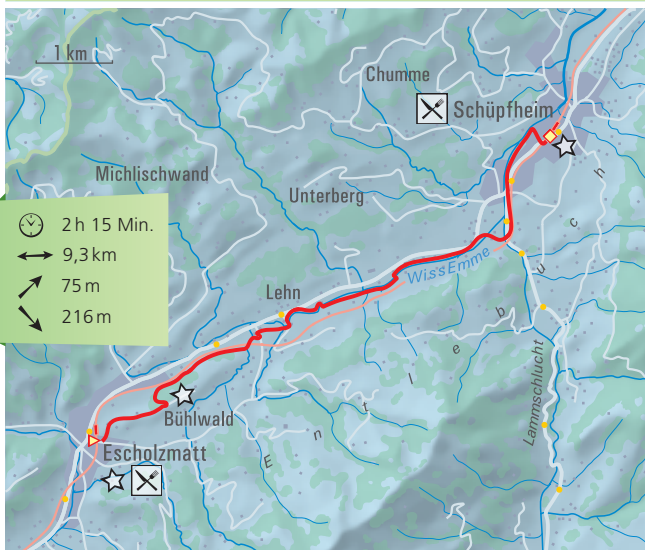 1 km
Chumme
Schüpfheim
Michlischwand
Unterberg
2 h 15 Min.
9,3 km
75 m
216 m
Wiss Emme
Lehn
Entlebuch
Lammschlucht
Bühlwald
Escholzmatt